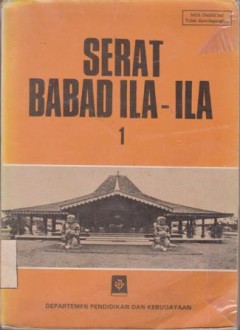 SERAT
BABAD ILA - ILA
1
DEPARTEMEN PENDIDIKAN DAN KEBUDAYAAN